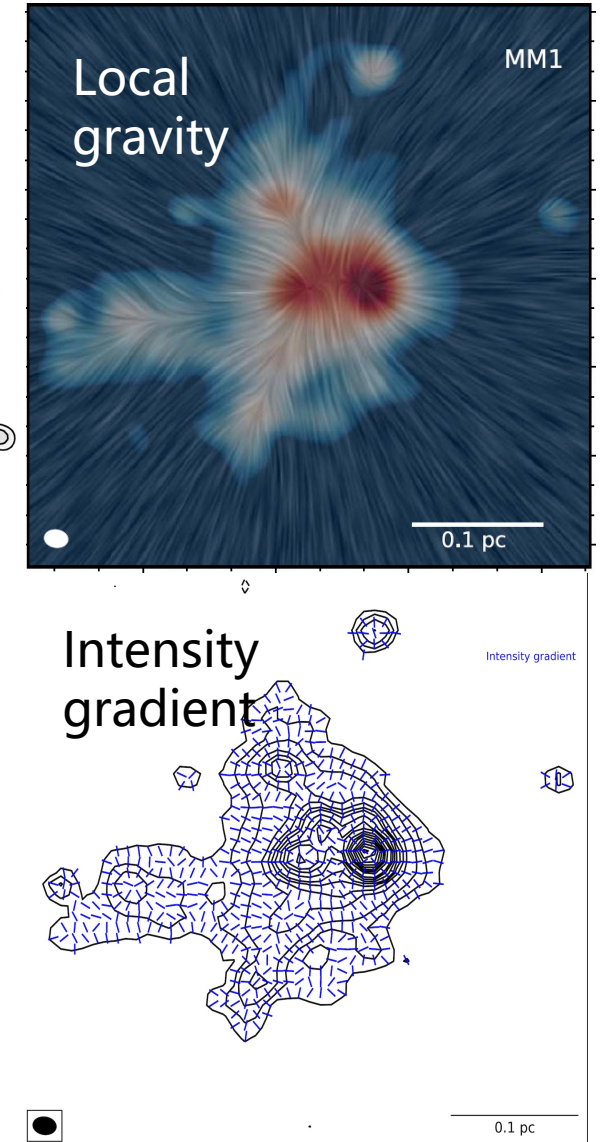 Local
gravity
MM1
0.1 pc
Intensity
gradient
Intensity gradient
0.1 pc